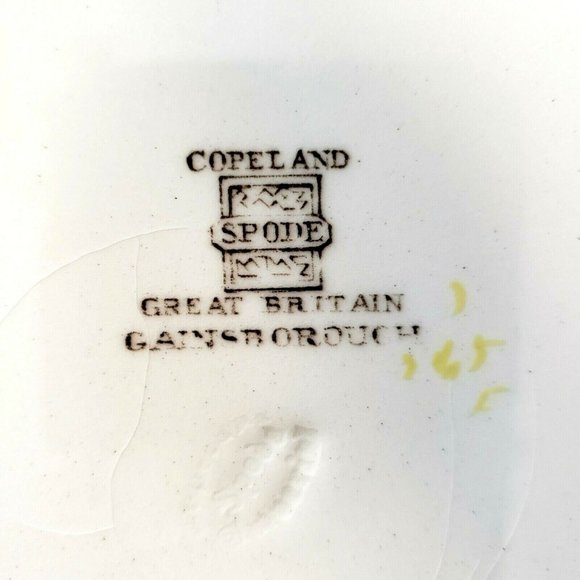 COPELAND
SPODE
GREAT BRITAIN
GAINSBOROUGH